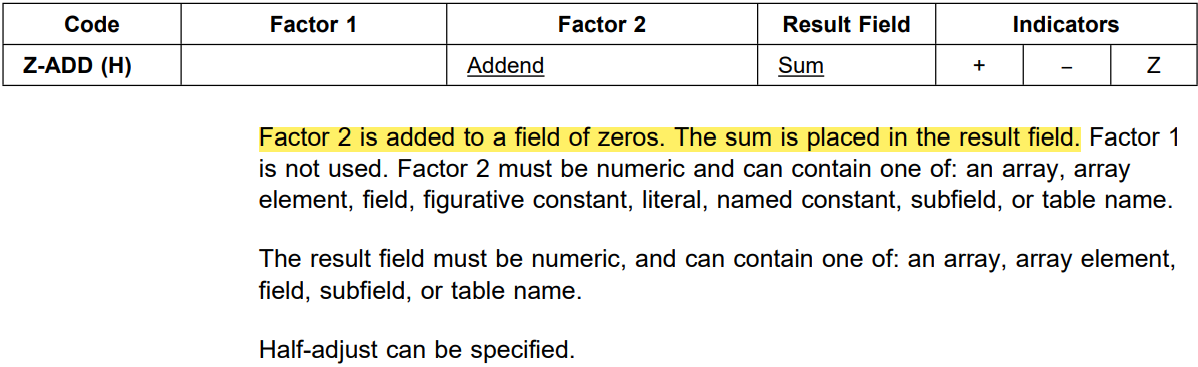 Code Factor 1 Factor 2 Result Field Indicators
Z-ADD (H) Addend Sum + − Z
Factor 2 is added to a field of zeros. The sum is placed in the result field. Factor 1
is not used. Factor 2 must be numeric and can contain one of: an array, array
element, field, figurative constant, literal, named constant, subfield, or table name.
The result field must be numeric, and can contain one of: an array, array element,
field, subfield, or table name.
Half-adjust can be specified.